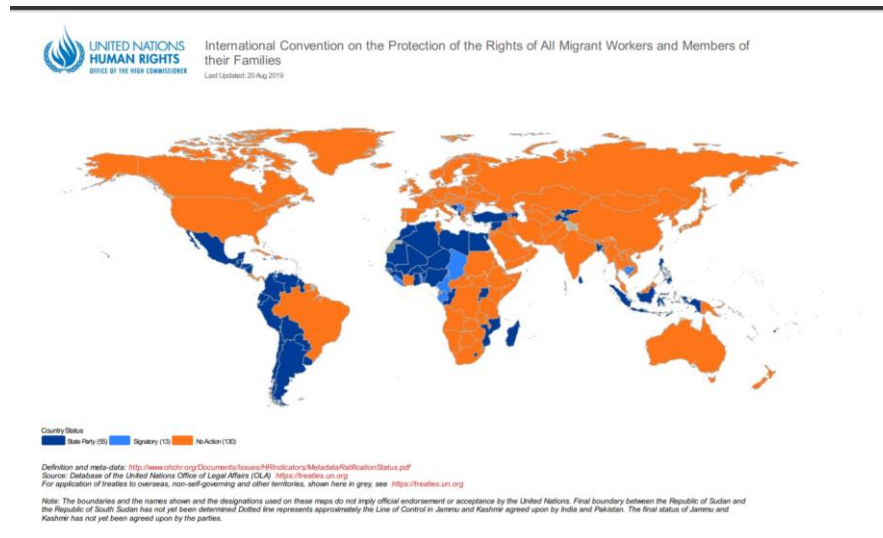 UNITED NATIONS
HUMAN RIGHTS
OFFICE OF THE HIGH COMMISSIONER
International Convention on the Protection of the Rights of All Migrant Workers and Members of
their Families
Last Updated: 20 Aug 2019
Country Status
State Party (55) Signatory (13) No Action (130)
Definition and meta-data: http://www.ohchr.org/Documents/Issues/HRIndicators/MetadataRatificationStatus.pdf
Source: Database of the United Nations Office of Legal Affairs (OLA) https://treaties.un.org
For application of treaties to overseas, non-self-governing and other territories, shown here in grey, see https://treaties.un.org
Note: The boundaries and the names shown and the designations used on these maps do not imply official endorsement or acceptance by the United Nations. Final boundary between the Republic of Sudan and
the Republic of South Sudan has not yet been determined Dotted line represents approximately the Line of Control in Jammu and Kashmir agreed upon by India and Pakistan. The final status of Jammu and
Kashmir has not yet been agreed upon by the parties.